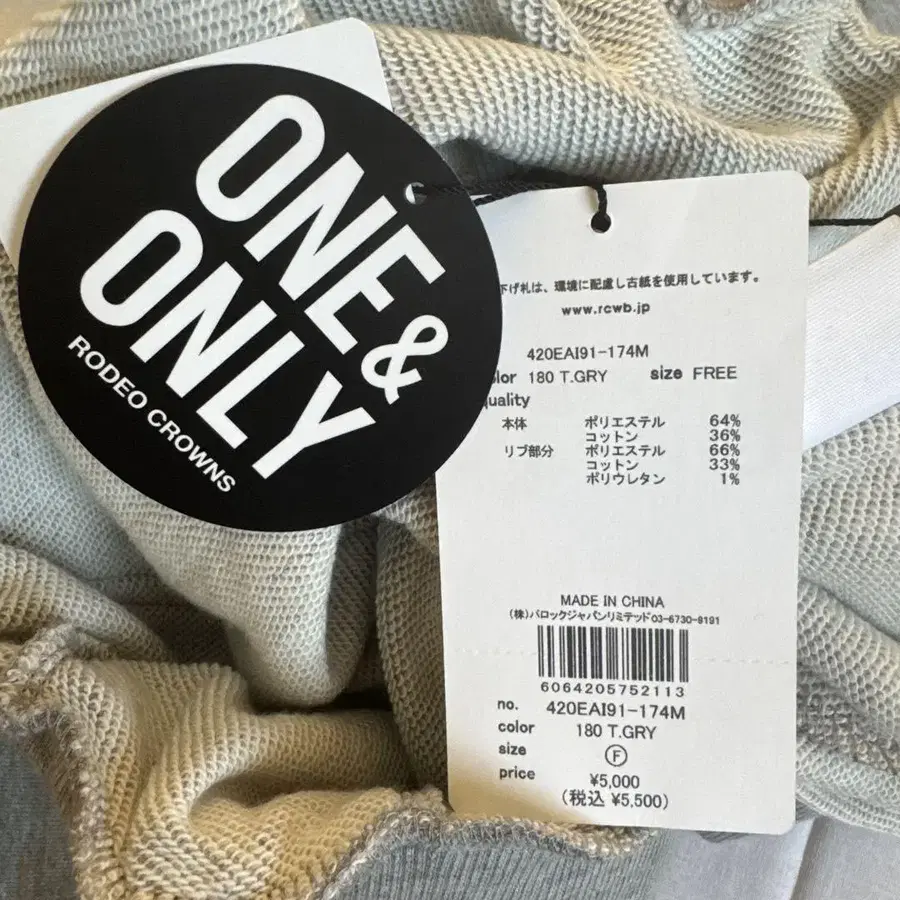 ONE &
ONLY
RODEO CROWNS
下げ札は、環境に配慮し古紙を使用しています。
www.rcwb.jp
420EAI91-174M
180 T.GRY size FREE
本体 ポリエステル 64%
コットン 36%
リブ部分 ポリエステル 66%
コットン 33%
ポリウレタン 1%
MADE IN CHINA
(株)バロックジャパンリミテッド03-6730-9191
6064205752113
no. 420EAI91-174M
color 180 T.GRY
size F
price ¥5,000
(税込 ¥5,500)